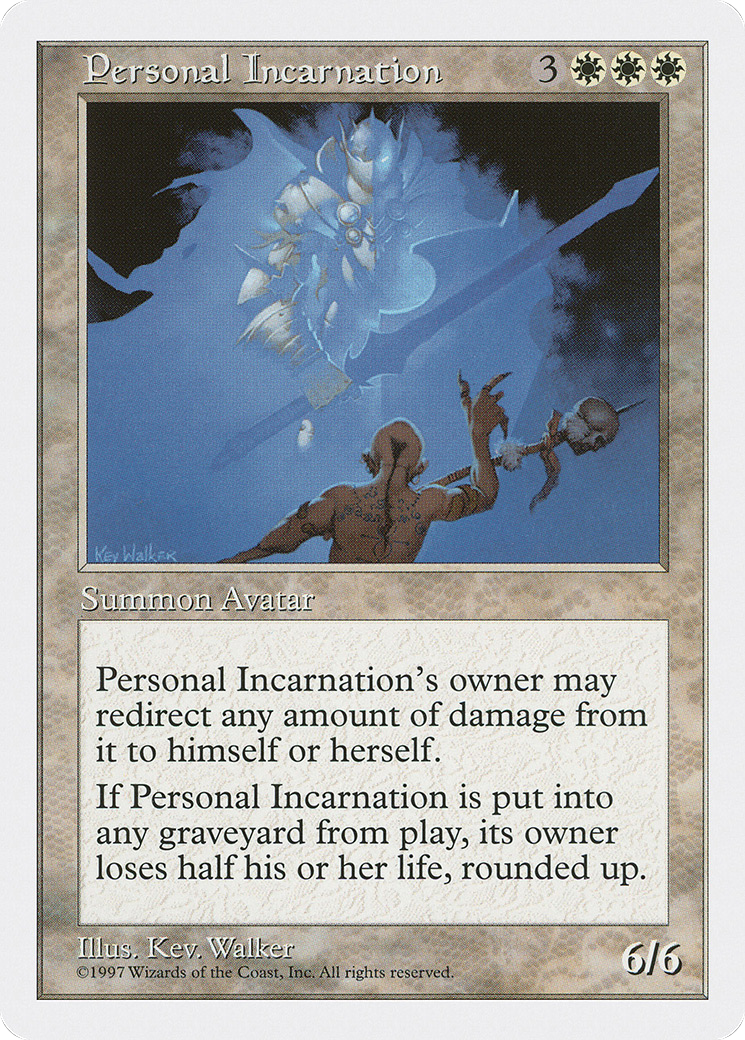 Personal Incarnation 3
Kev Walker
Summon Avatar
Personal Incarnation's owner may
redirect any amount of damage from
it to himself or herself.
If Personal Incarnation is put into
any graveyard from play, its owner
loses half his or her life, rounded up.
Illus. Kev. Walker
©1997 Wizards of the Coast, Inc. All rights reserved.
6/6